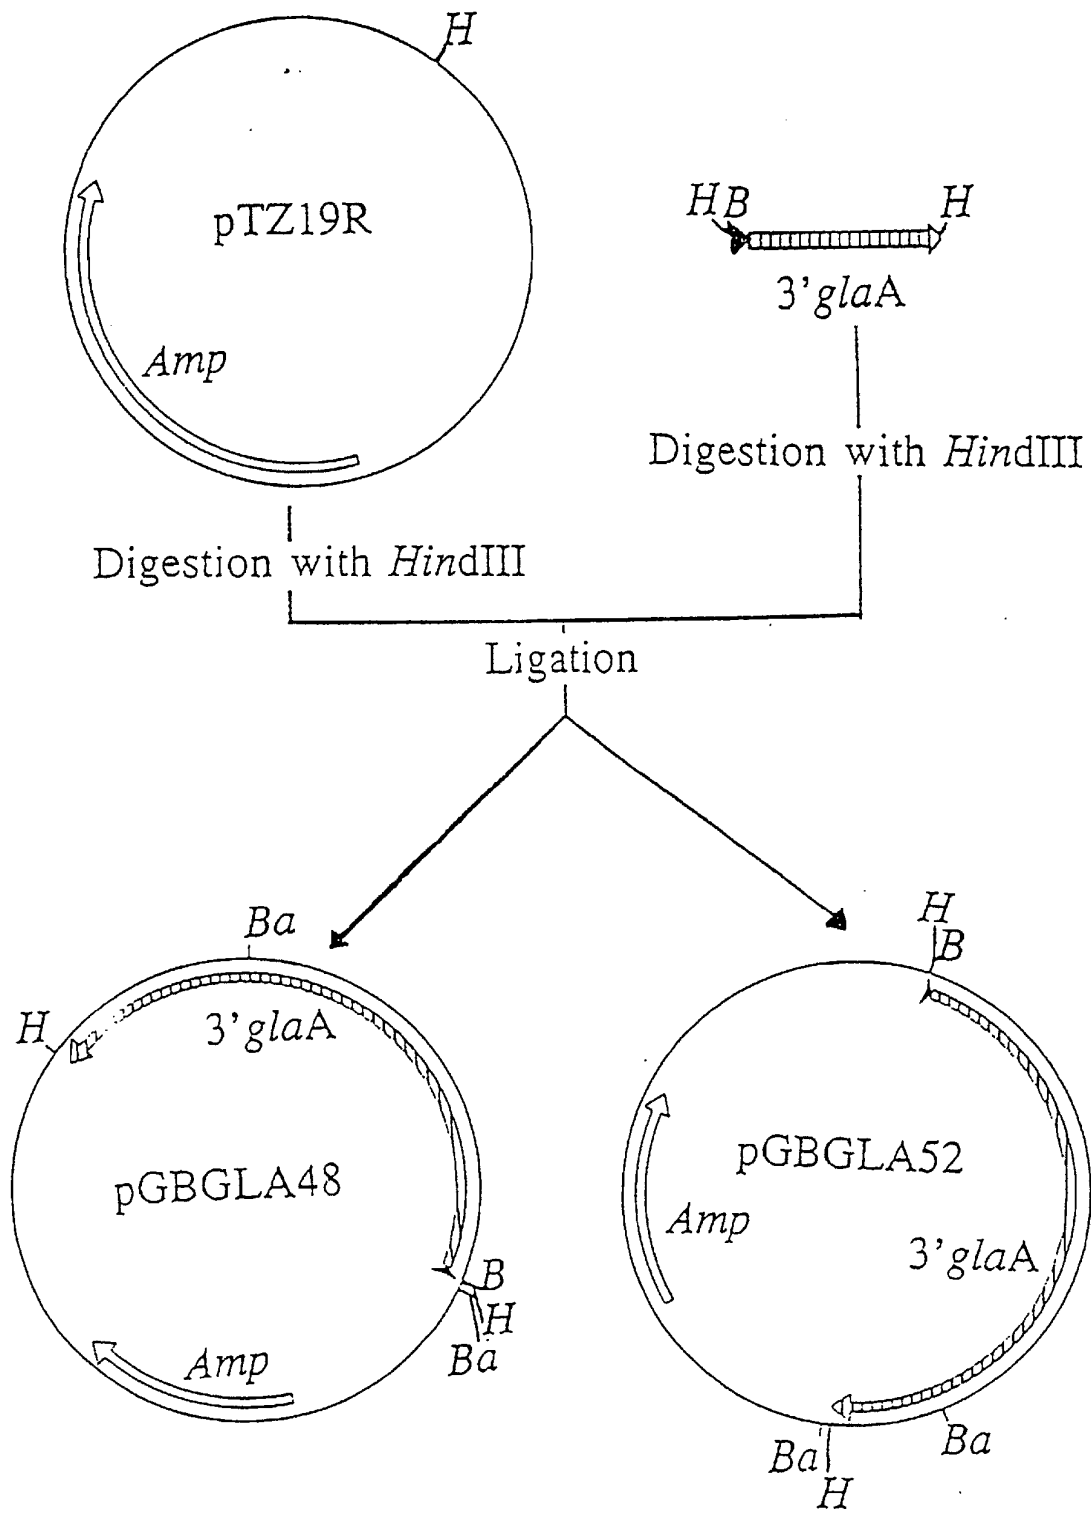 H
pTZ19R
Amp
H B
H
3'glaA
Digestion with HindIII
Digestion with HindIII
Ligation
Ba
H
3'glaA
pGBGLA48
B
H
Ba
Amp
H
B
pGBGLA52
Amp
3'glaA
Ba
Ba
H